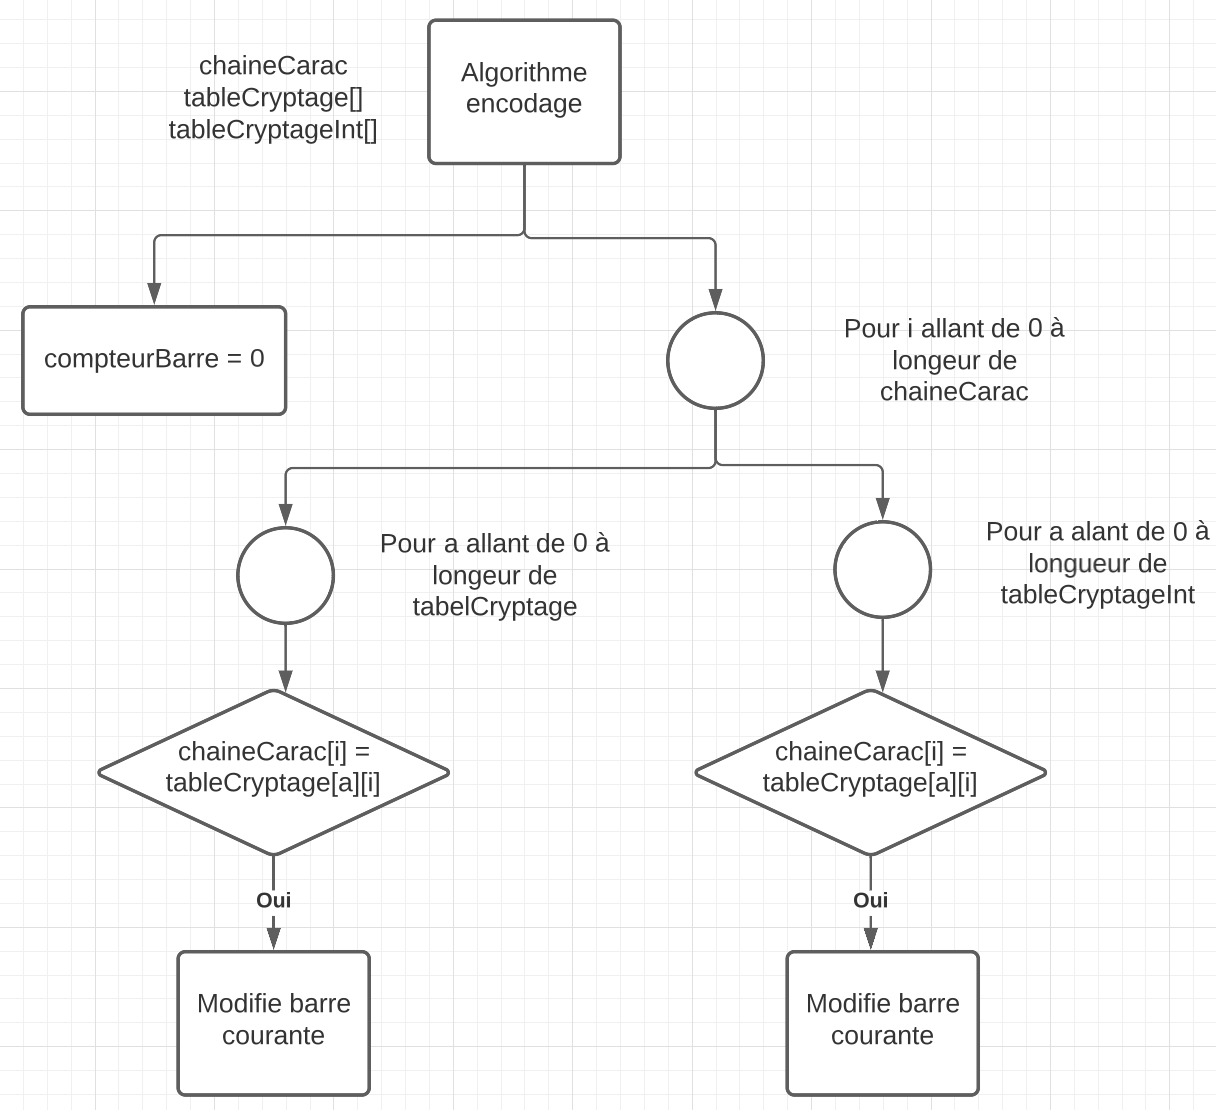 chaineCarac
tableCryptage[]
tableCryptageInt[]
Algorithme
encodage
compteurBarre = 0
Pour i allant de 0 à
longeur de
chaineCarac
Pour a allant de 0 à
longeur de
tabelCryptage
Pour a alant de 0 à
longueur de
tableCryptageInt
chaineCarac[i] =
tableCryptage[a][i]
chaineCarac[i] =
tableCryptage[a][i]
Oui
Oui
Modifie barre
courante
Modifie barre
courante